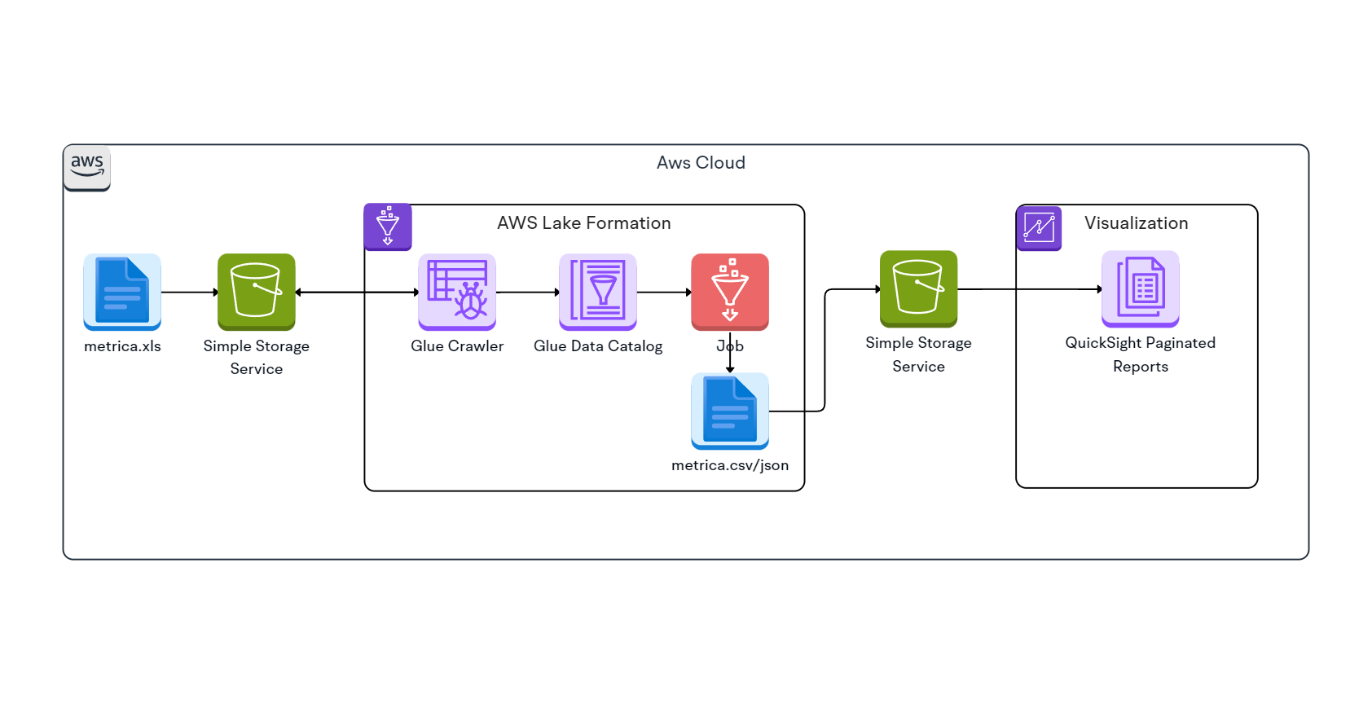 aws
Aws Cloud
AWS Lake Formation
Visualization
metrica.xls
Simple Storage
Service
Glue Crawler
Glue Data Catalog
Job
Simple Storage
Service
QuickSight Paginated
Reports
metrica.csv/json